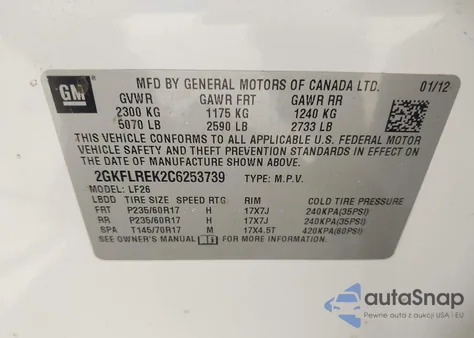 GM
MFD BY GENERAL MOTORS OF CANADA LTD. 01/12
GVWR GAWR FRT GAWR RR
2300 KG 1175 KG 1240 KG
5070 LB 2590 LB 2733 LB
THIS VEHICLE CONFORMS TO ALL APPLICABLE U.S. FEDERAL MOTOR
VEHICLE SAFETY AND THEFT PREVENTION STANDARDS IN EFFECT ON
THE DATE OF MANUFACTURE SHOWN ABOVE.
2GKFLREK2C6253739 TYPE: M.P.V.
MODEL: LF26
LBDD TIRE SIZE SPEED RTG RIM COLD TIRE PRESSURE
FRT P235/60R17 H 17X7J 240KPA(35PSI)
RR P235/60R17 H 17X7J 240KPA(35PSI)
SPA T145/70R17 M 17X4.5T 420KPA(60PSI)
SEE OWNER'S MANUAL FOR MORE INFORMATION.
autoSnap
Pewne auta z USA i EU